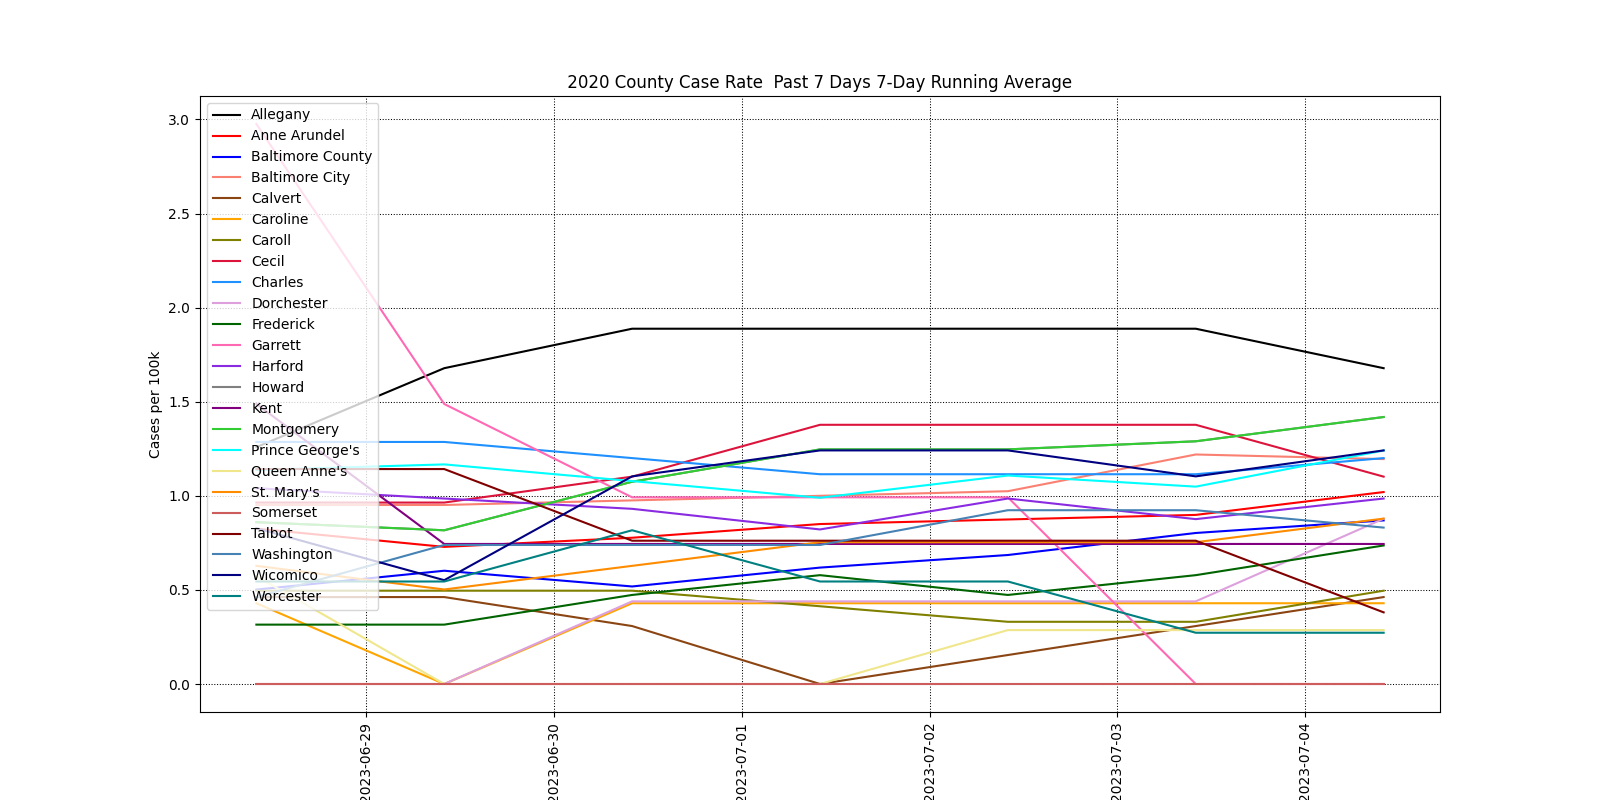 2020 County Case Rate  Past 7 Days 7-Day Running Average
Cases per 100k
3.0
2.5
2.0
1.5
1.0
0.5
0.0
Allegany
Anne Arundel
Baltimore County
Baltimore City
Calvert
Caroline
Caroll
Cecil
Charles
Dorchester
Frederick
Garrett
Harford
Howard
Kent
Montgomery
Prince George's
Queen Anne's
St. Mary's
Somerset
Talbot
Washington
Wicomico
Worcester
2023-06-29
2023-06-30
2023-07-01
2023-07-02
2023-07-03
2023-07-04